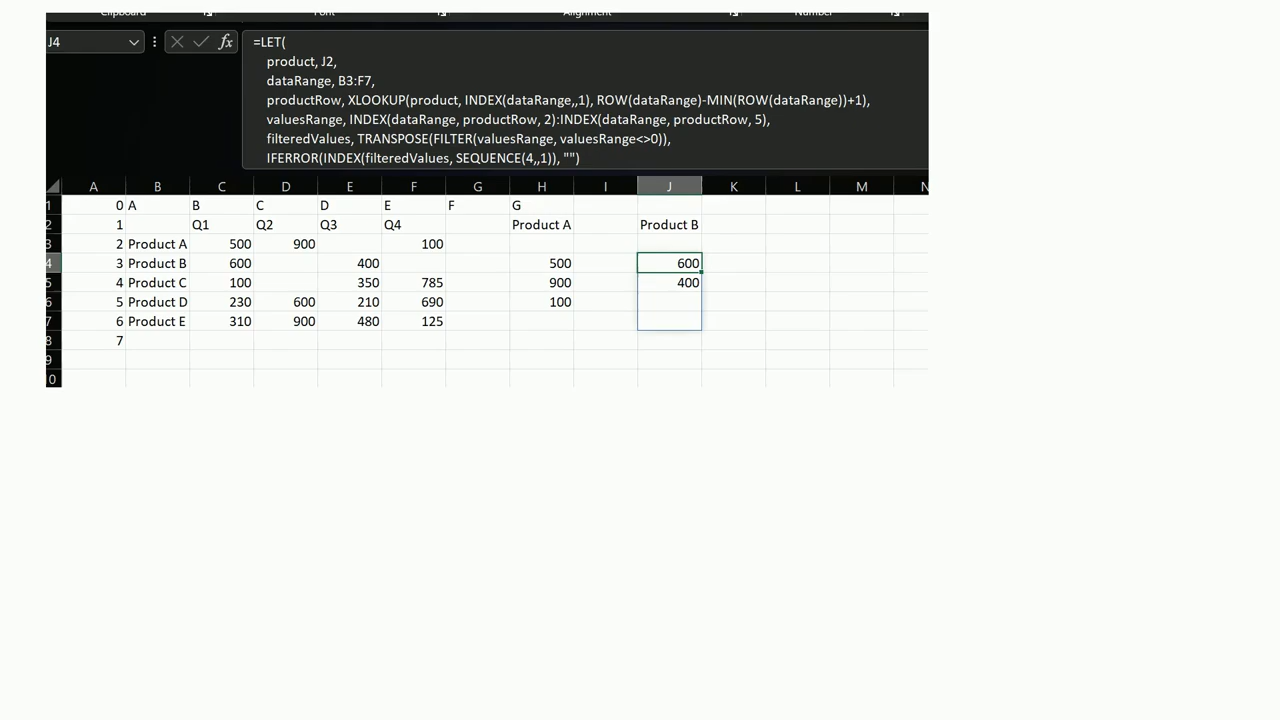 Clipboard Font Alignment Number
J4 fx =LET(
product, J2,
dataRange, B3:F7,
productRow, XLOOKUP(product, INDEX(dataRange,,1), ROW(dataRange)-MIN(ROW(dataRange))+1),
valuesRange, INDEX(dataRange, productRow, 2):INDEX(dataRange, productRow, 5),
filteredValues, TRANSPOSE(FILTER(valuesRange, valuesRange<>0)),
IFERROR(INDEX(filteredValues, SEQUENCE(4,,1)), "")
A B C D E F G H I J K L M N
1 0 A B C D E F G
2 1 Q1 Q2 Q3 Q4 Product A Product B
3 2 Product A 500 900 100
4 3 Product B 600 400 500 600
5 4 Product C 100 350 785 900 400
6 5 Product D 230 600 210 690 100
7 6 Product E 310 900 480 125
8 7
9
0